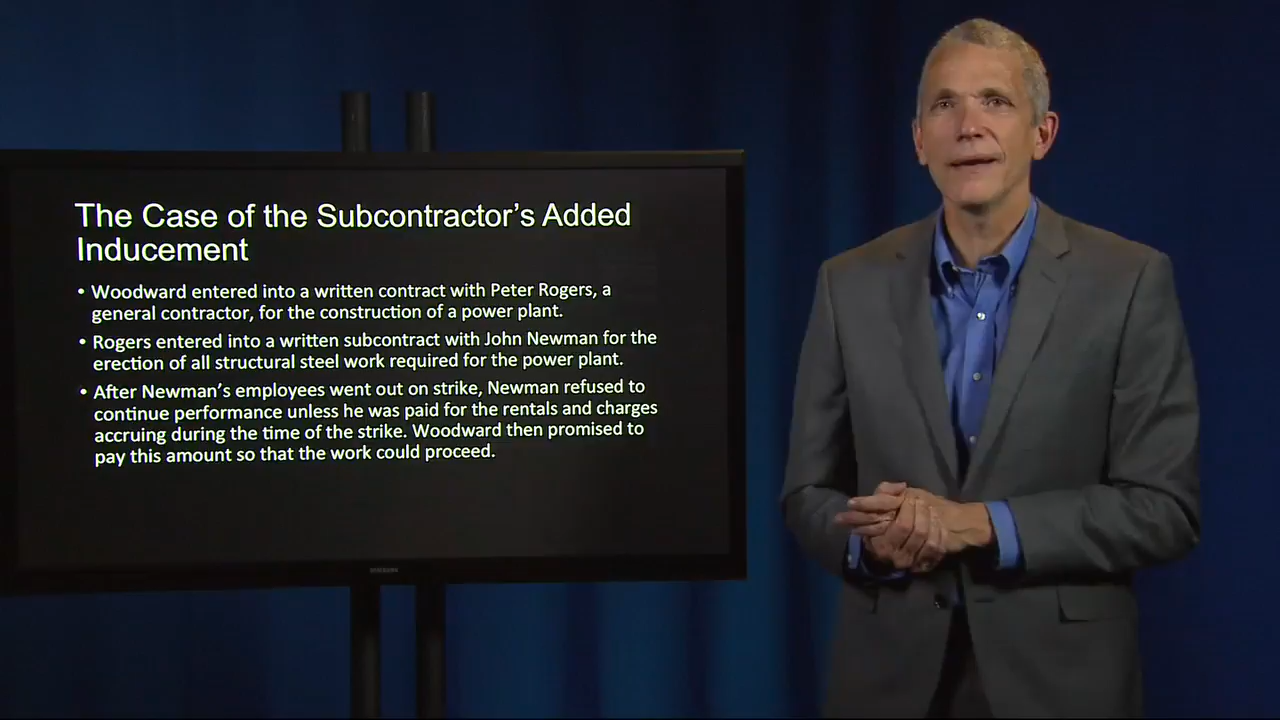 The Case of the Subcontractor's Added
Inducement
• Woodward entered into a written contract with Peter Rogers, a
general contractor, for the construction of a power plant.
• Rogers entered into a written subcontract with John Newman for the
erection of all structural steel work required for the power plant.
• After Newman's employees went out on strike, Newman refused to
continue performance unless he was paid for the rentals and charges
accruing during the time of the strike. Woodward then promised to
pay this amount so that the work could proceed.
SAMSUNG